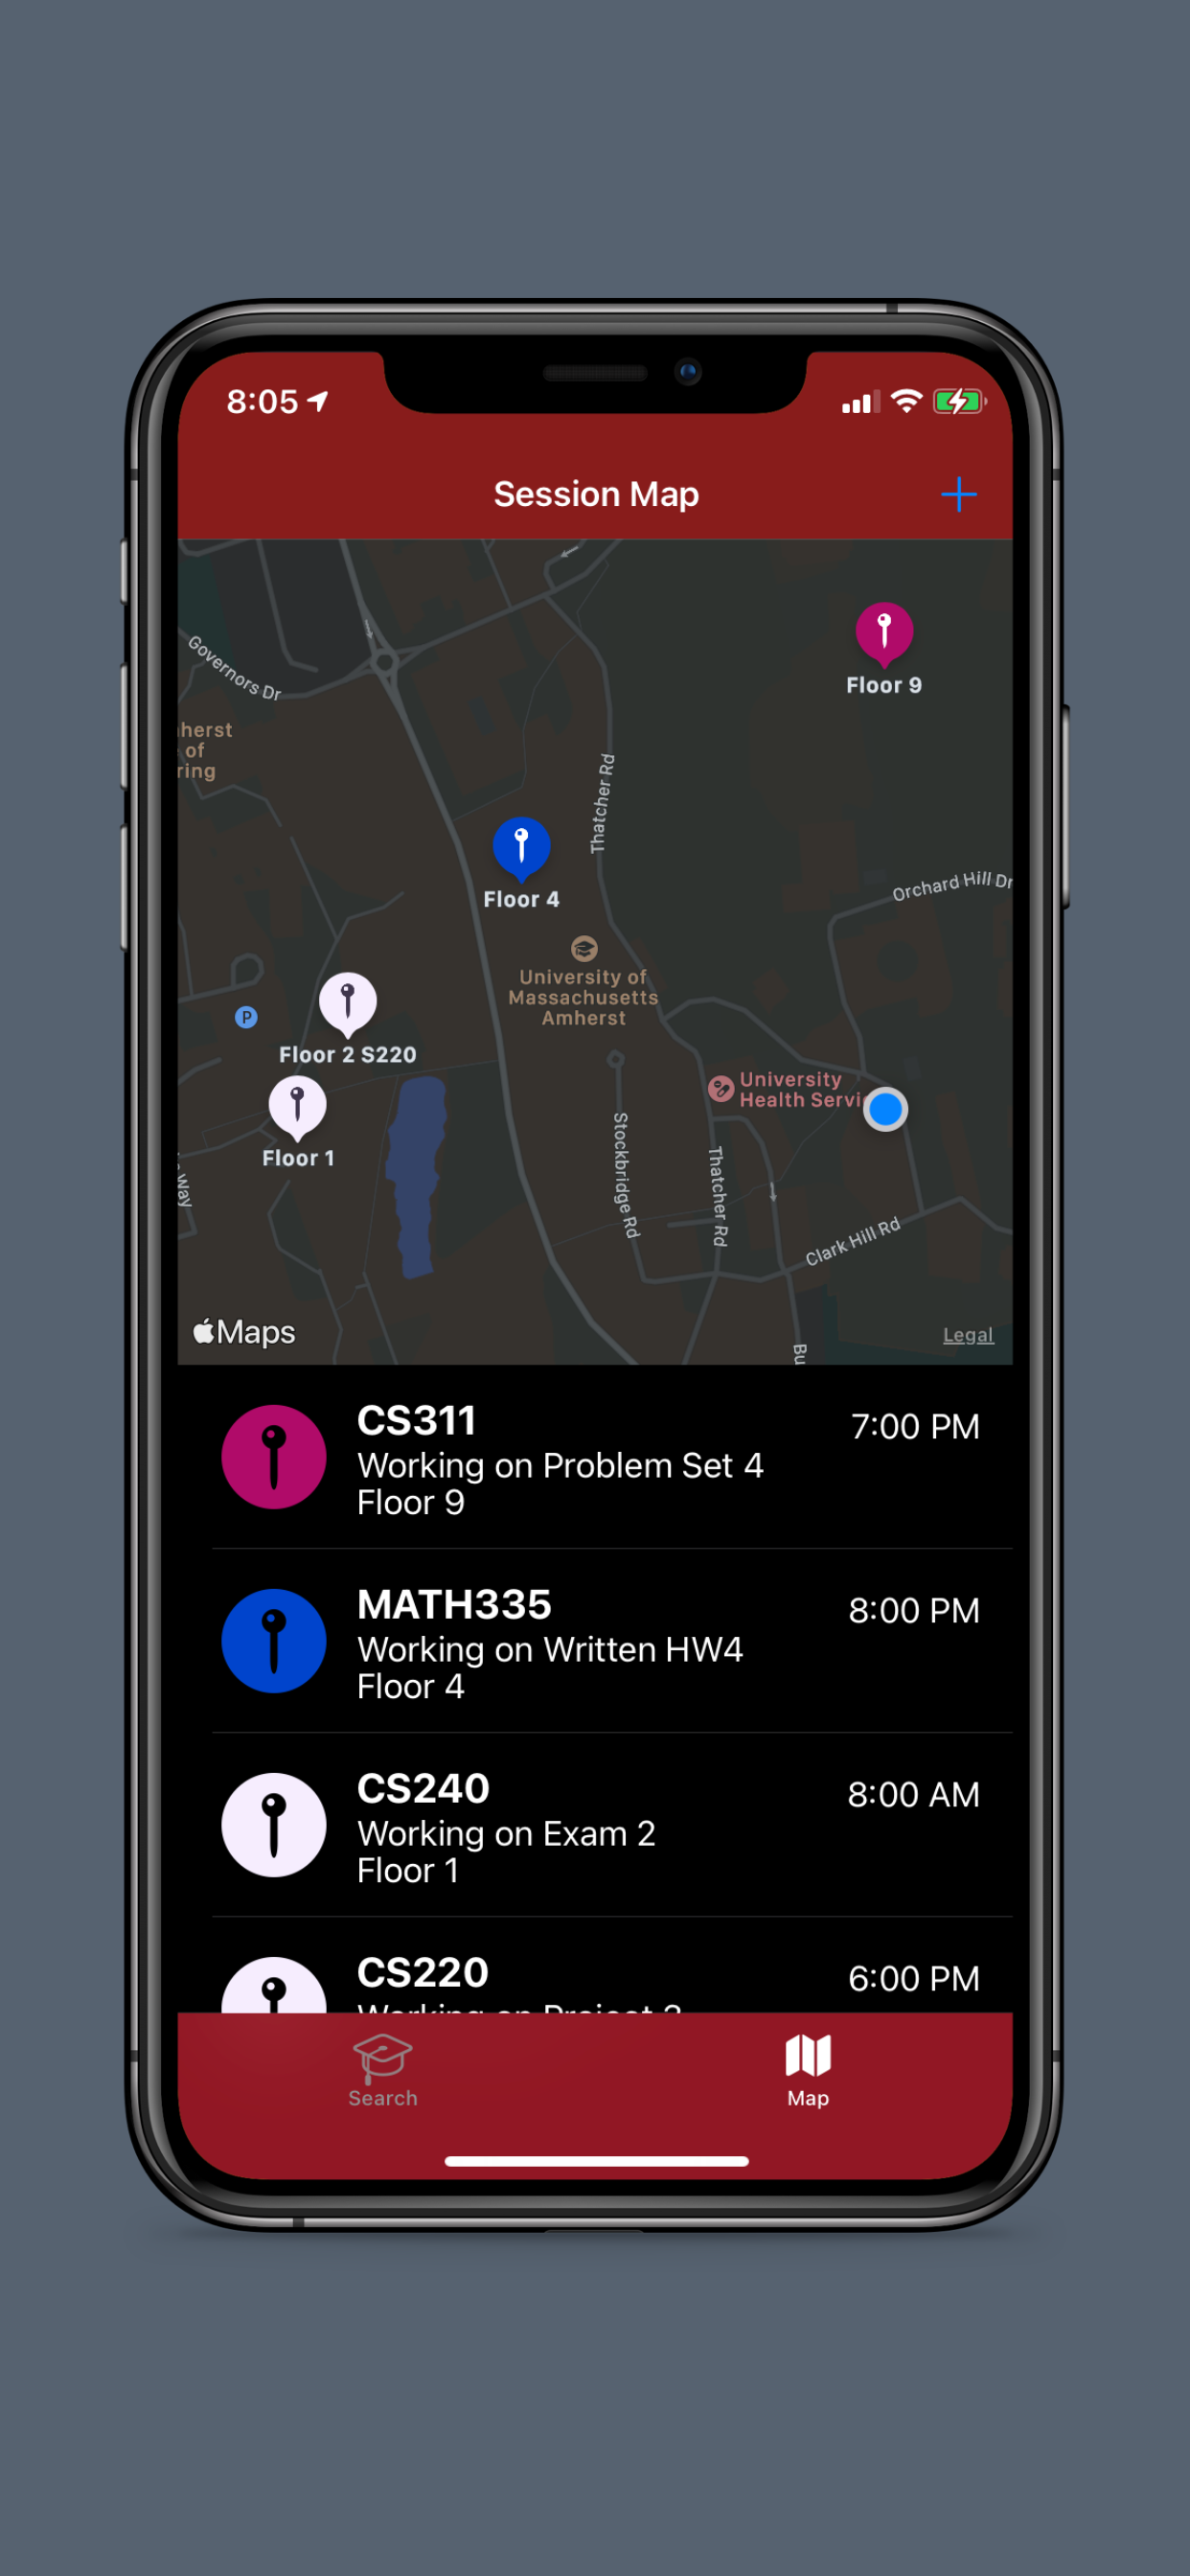 8:05
Session Map
Governors Dr
herst
of
ring
Floor 9
Thatcher Rd
Floor 4
Orchard Hill Dr
University of
Massachusetts
Amherst
P
Floor 2 S220
University
Health Servi
Floor 1
Way
Stockbridge Rd
Thatcher Rd
Clark Hill Rd
Bu
Maps
Legal
CS311
7:00 PM
Working on Problem Set 4
Floor 9
MATH335
8:00 PM
Working on Written HW4
Floor 4
CS240
8:00 AM
Working on Exam 2
Floor 1
CS220
6:00 PM
Working on Project
Search
Map